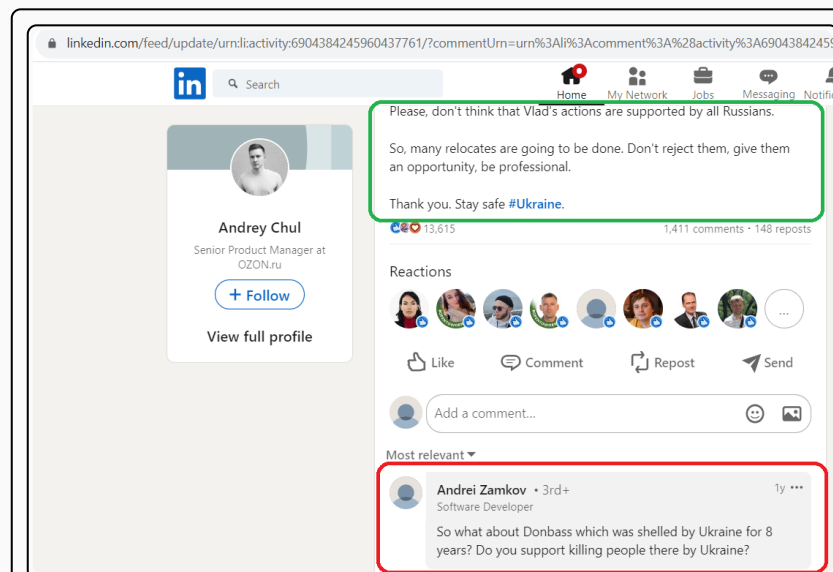 linkedin.com/feed/update/urn:li:activity:6904384245960437761/?commentUrn=urn%3Ali%3Acomment%3A%28activity%3A69043842459
in
Search
Home
My Network
Jobs
Messaging
Please, don't think that Vlad's actions are supported by all Russians.
So, many relocates are going to be done. Don't reject them, give them
an opportunity, be professional.
Thank you. Stay safe #Ukraine.
13,615
1,411 comments • 148 reposts
Andrey Chul
Senior Product Manager at
OZON.ru
+ Follow
View full profile
Reactions
...
Like
Comment
Repost
Send
Add a comment...
Most relevant
Andrei Zamkov • 3rd+
1y •••
Software Developer
So what about Donbass which was shelled by Ukraine for 8
years? Do you support killing people there by Ukraine?